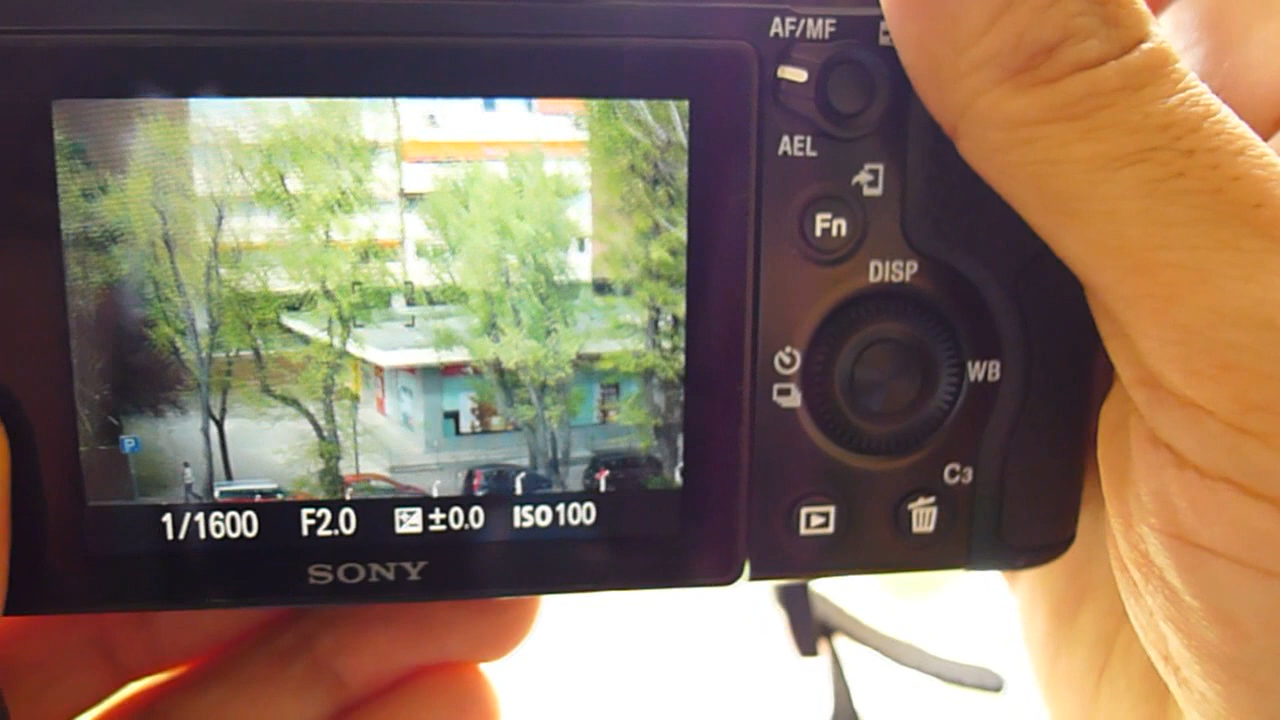 AF/MF
AEL
Fn
DISP
WB
C3
P
1/1600 F2.0 ±0.0 ISO100
SONY